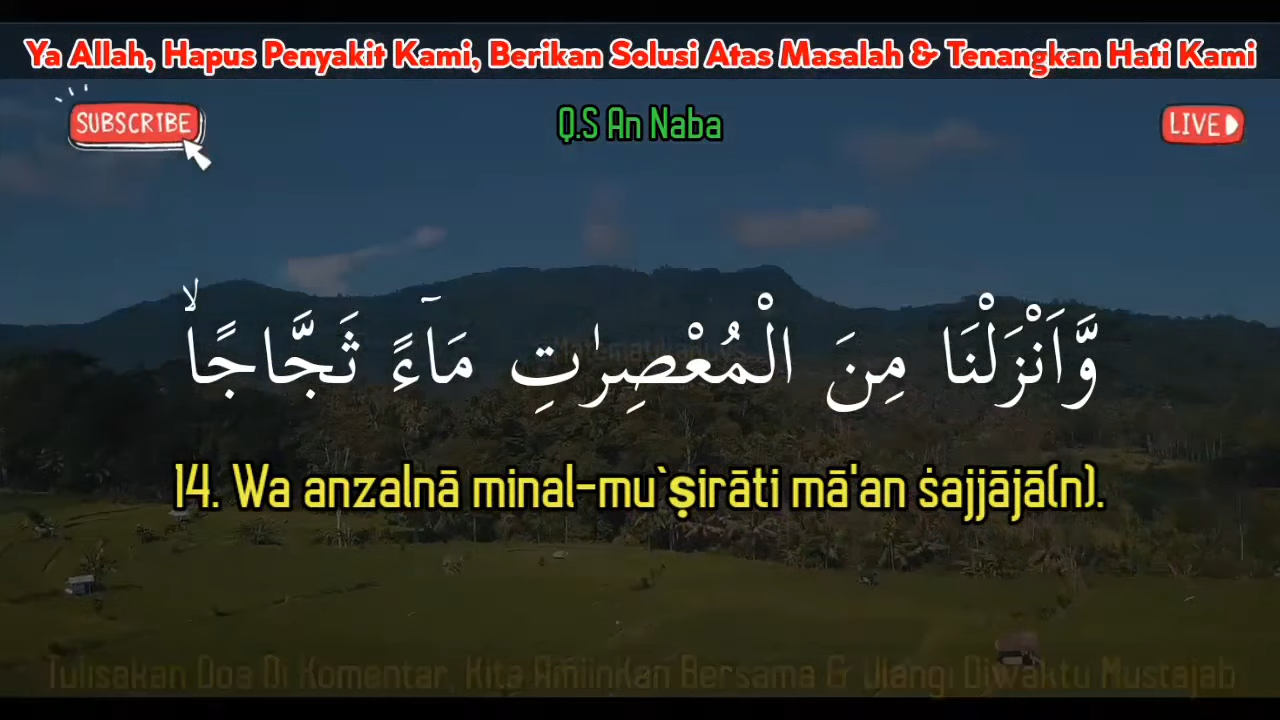 Ya Allah, Hapus Penyakit Kami, Berikan Solusi Atas Masalah & Tenangkan Hati Kami
SUBSCRIBE
Q.S An Naba
LIVE
وَّاَنْزَلْنَا مِنَ الْمُعْصِرٰتِ مَاۤءً ثَجَّاجًاۙ
14. Wa anzalnā minal-mu`ṣirāti mā'an ṡajjājā(n).
Tulisakan Doa Di Komentar, Kita Amiinkan Bersama & Ulangi Diwaktu Mustajab